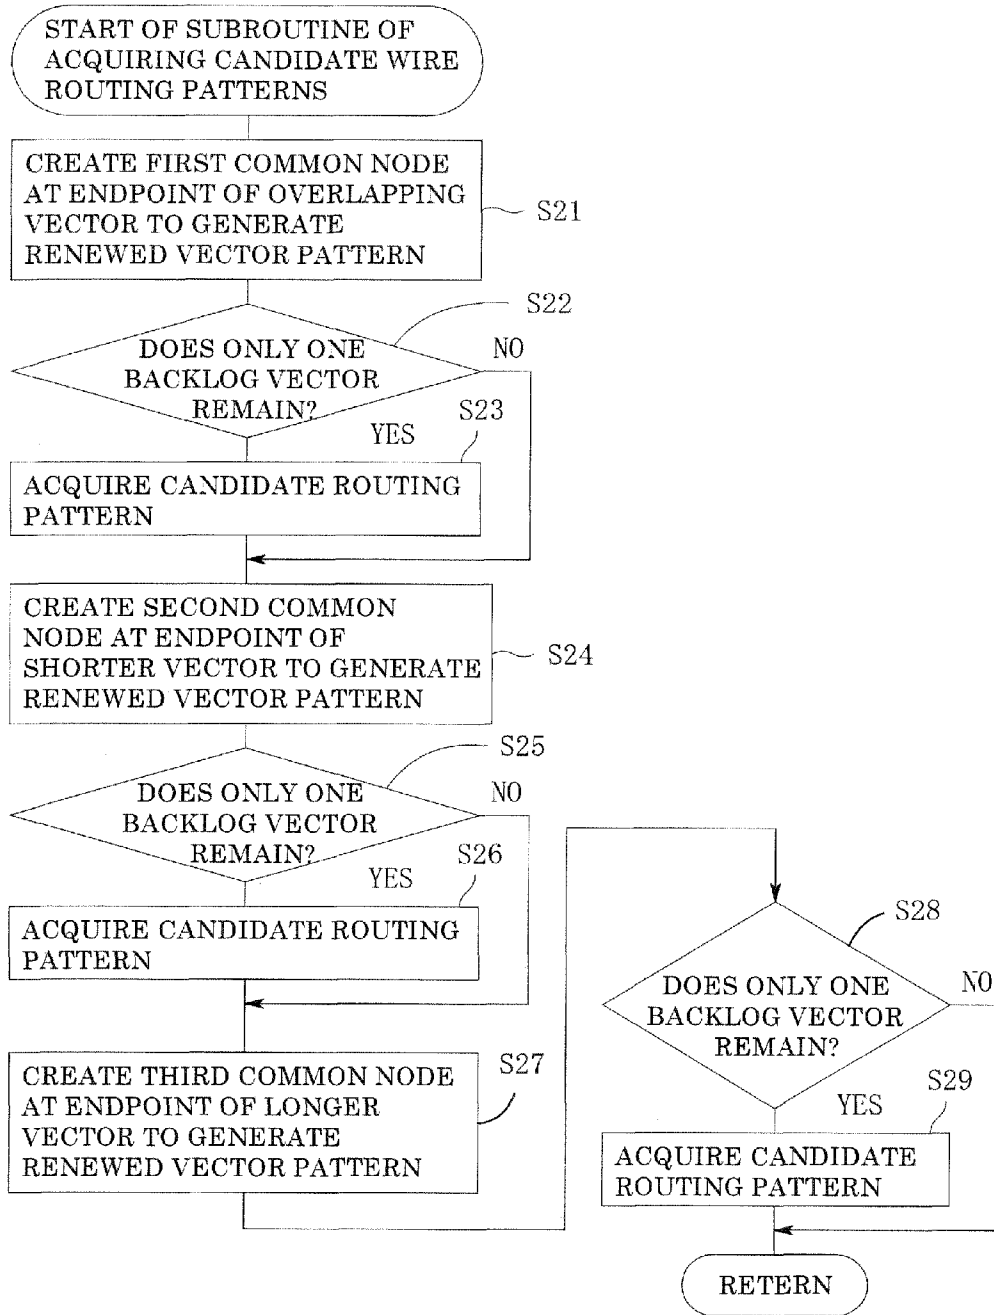 START OF SUBROUTINE OF
ACQUIRING CANDIDATE WIRE
ROUTING PATTERNS
CREATE FIRST COMMON NODE
AT ENDPOINT OF OVERLAPPING
VECTOR TO GENERATE
RENEWED VECTOR PATTERN
S21
S22
DOES ONLY ONE
BACKLOG VECTOR
REMAIN?
NO
YES
S23
ACQUIRE CANDIDATE ROUTING
PATTERN
CREATE SECOND COMMON
NODE AT ENDPOINT OF
SHORTER VECTOR TO GENERATE
RENEWED VECTOR PATTERN
S24
S25
DOES ONLY ONE
BACKLOG VECTOR
REMAIN?
NO
YES
S26
ACQUIRE CANDIDATE ROUTING
PATTERN
CREATE THIRD COMMON NODE
AT ENDPOINT OF LONGER
VECTOR TO GENERATE
RENEWED VECTOR PATTERN
S27
S28
DOES ONLY ONE
BACKLOG VECTOR
REMAIN?
NO
YES
S29
ACQUIRE CANDIDATE
ROUTING PATTERN
RETERN